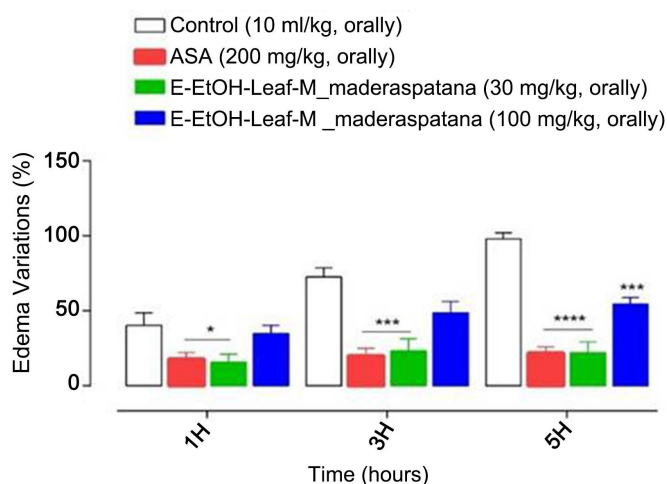 Control (10 ml/kg, orally)
ASA (200 mg/kg, orally)
E-EtOH-Leaf-M_maderaspatana (30 mg/kg, orally)
E-EtOH-Leaf-M _maderaspatana (100 mg/kg, orally)
Edema Variations (%)
150
100
50
0
*
***
****
***
1H
3H
5H
Time (hours)